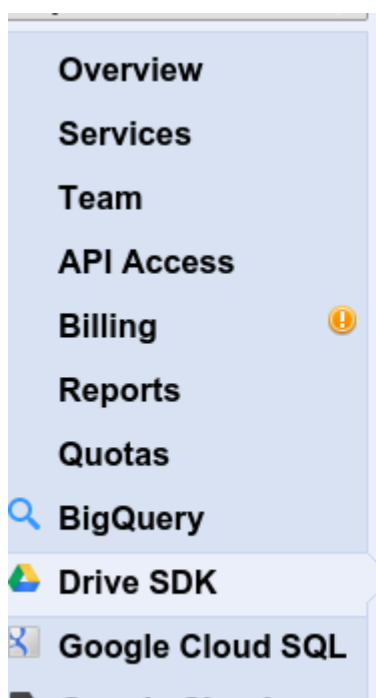 Overview
Services
Team
API Access
Billing
Reports
Quotas
BigQuery
Drive SDK
Google Cloud SQL